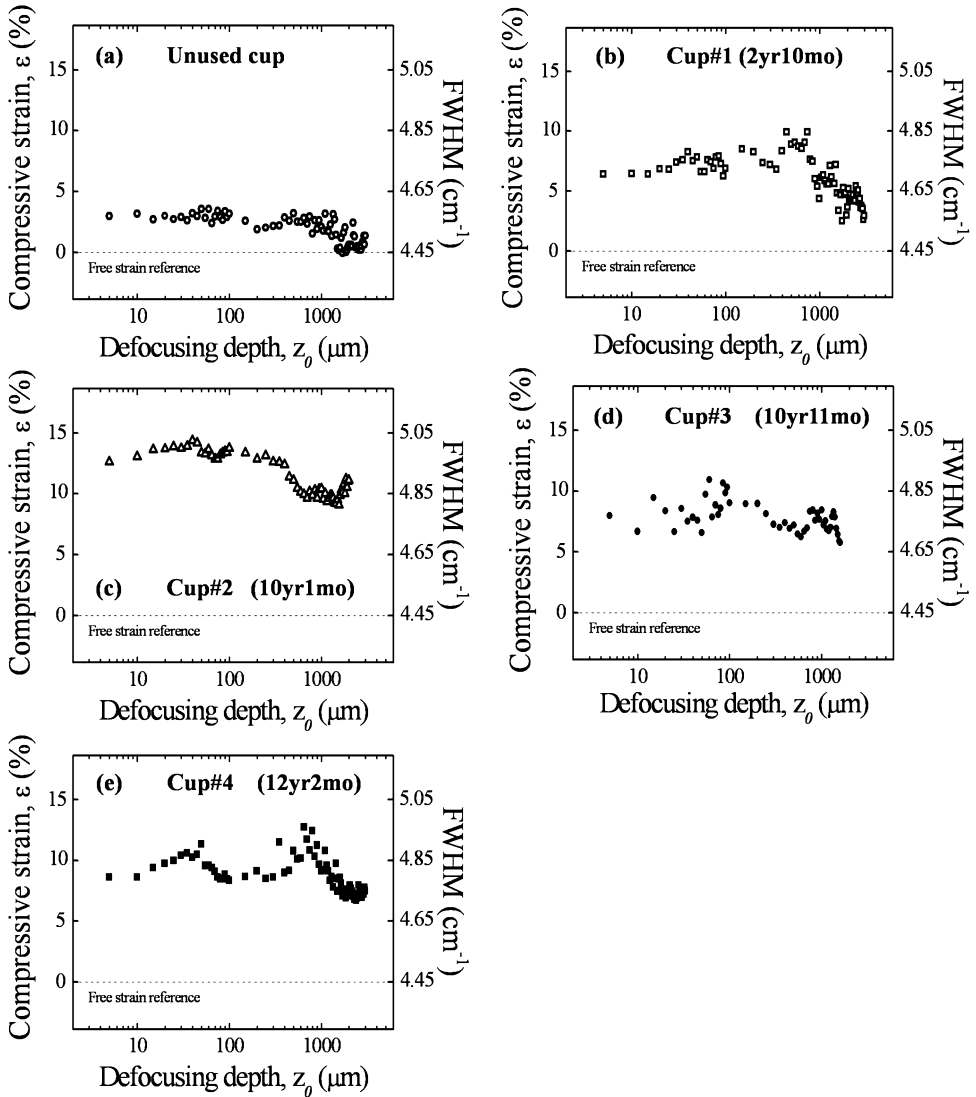 (a) Unused cup
Compressive strain, ε (%)
15
10
5
0
5.05
4.85
4.65
4.45
FWHM (cm-1)
Free strain reference
10 100 1000
Defocusing depth, z0 (μm)
(b) Cup#1 (2yr10mo)
Compressive strain, ε (%)
15
10
5
0
5.05
4.85
4.65
4.45
FWHM (cm-1)
Free strain reference
10 100 1000
Defocusing depth, z0 (μm)
Compressive strain, ε (%)
15
10
5
0
5.05
4.85
4.65
4.45
FWHM (cm-1)
(c) Cup#2 (10yr1mo)
Free strain reference
10 100 1000
Defocusing depth, z0 (μm)
(d) Cup#3 (10yr11mo)
Compressive strain, ε (%)
15
10
5
0
5.05
4.85
4.65
4.45
FWHM (cm-1)
Free strain reference
10 100 1000
Defocusing depth, z0 (μm)
(e) Cup#4 (12yr2mo)
Compressive strain, ε (%)
15
10
5
0
5.05
4.85
4.65
4.45
FWHM (cm-1)
Free strain reference
10 100 1000
Defocusing depth, z0 (μm)